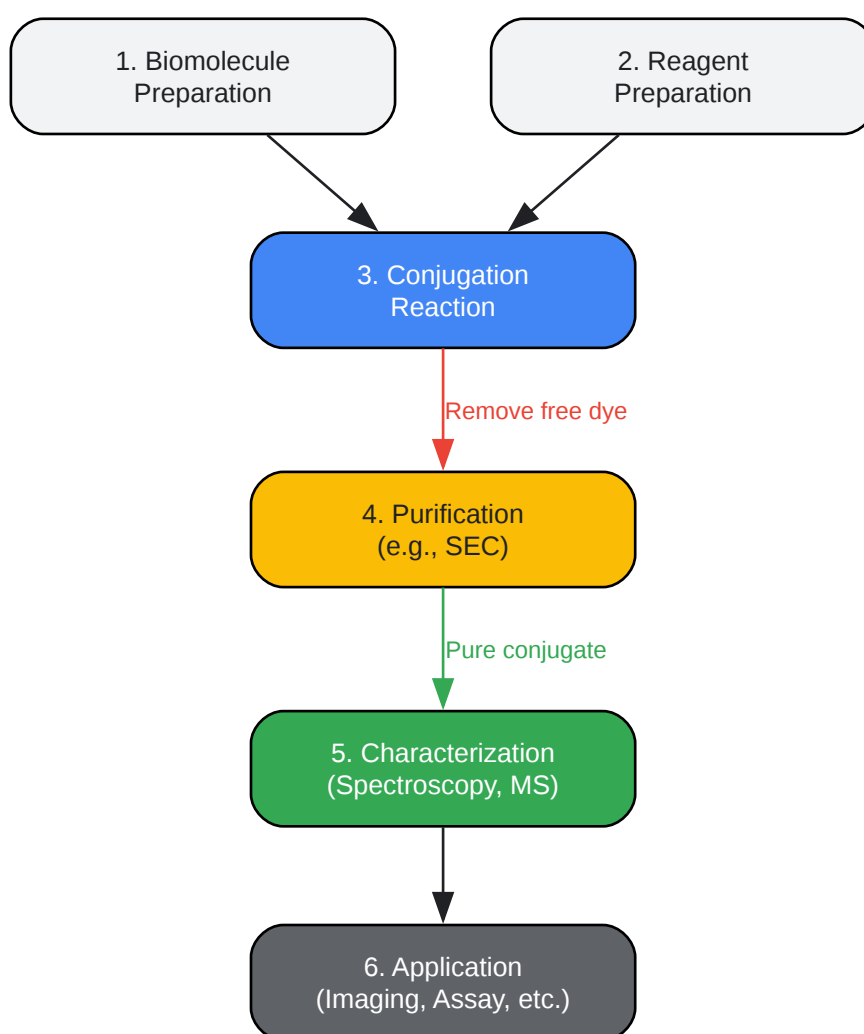 1. Biomolecule
Preparation
2. Reagent
Preparation
3. Conjugation
Reaction
Remove free dye
4. Purification
(e.g., SEC)
Pure conjugate
5. Characterization
(Spectroscopy, MS)
6. Application
(Imaging, Assay, etc.)